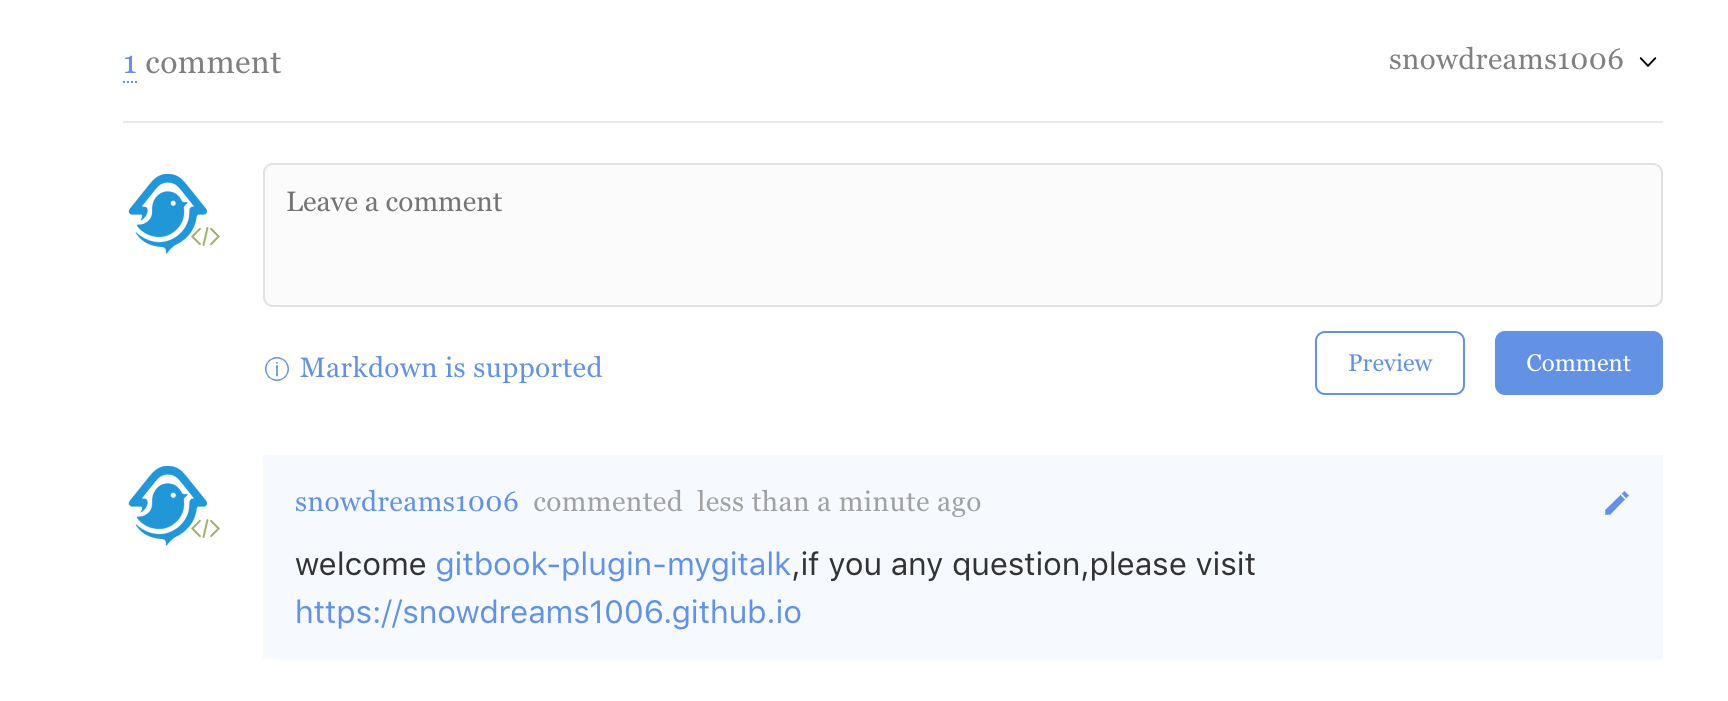 1 comment
snowdreams1006
Leave a comment
Markdown is supported
Preview
Comment
snowdreams1006 commented less than a minute ago
welcome gitbook-plugin-mygitalk,if you any question,please visit
https://snowdreams1006.github.io